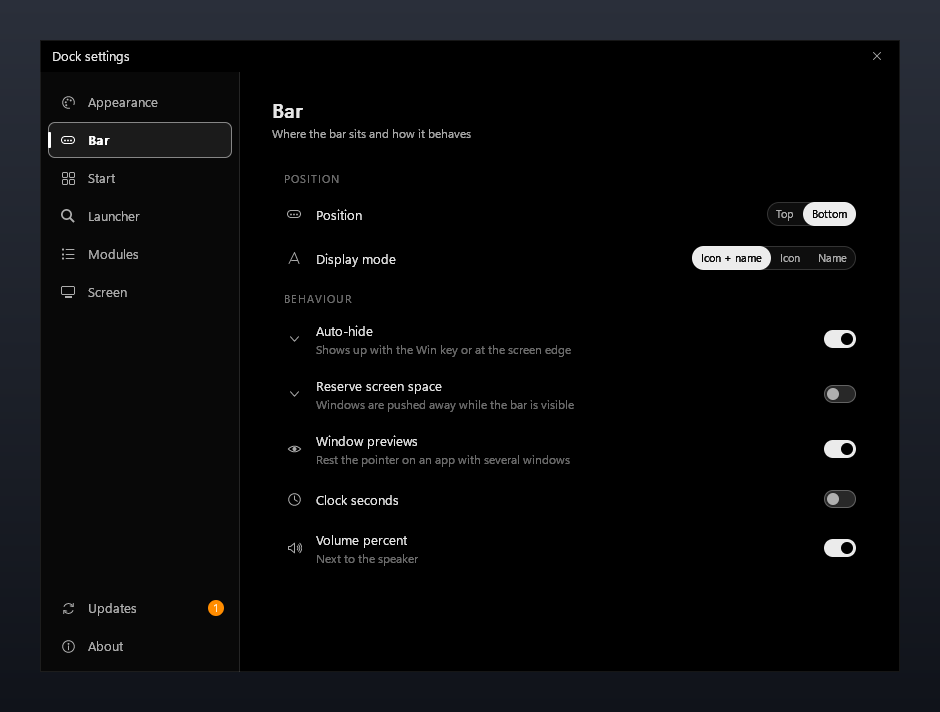 Dock settings
Appearance
Bar
Start
Launcher
Modules
Screen
Updates
1
About
Bar
Where the bar sits and how it behaves
POSITION
Position
Top Bottom
Display mode
Icon + name Icon Name
BEHAVIOUR
Auto-hide
Shows up with the Win key or at the screen edge
Reserve screen space
Windows are pushed away while the bar is visible
Window previews
Rest the pointer on an app with several windows
Clock seconds
Volume percent
Next to the speaker